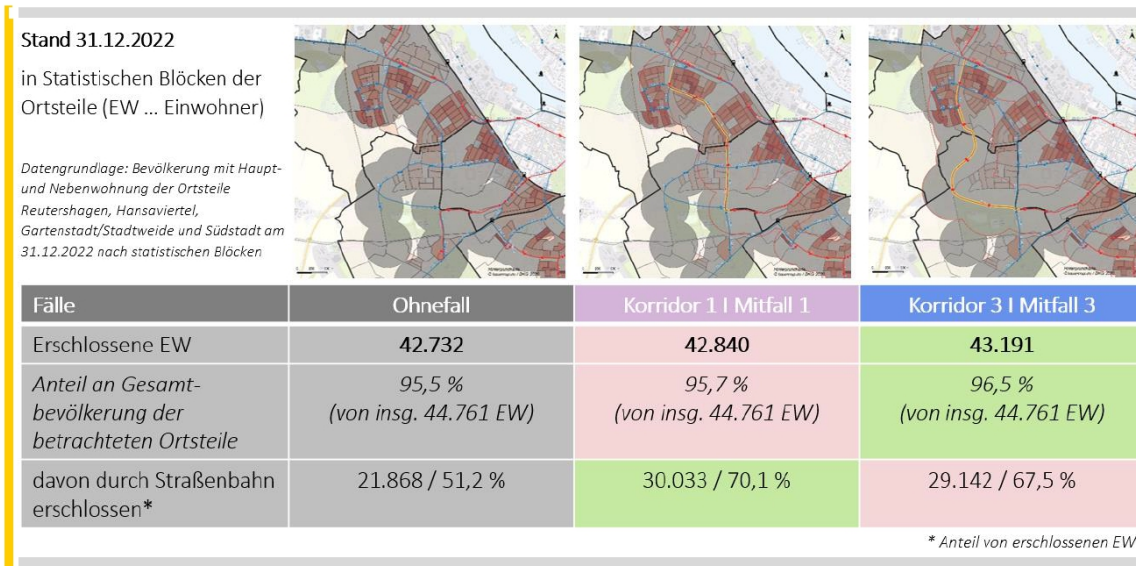 Stand 31.12.2022
in Statistischen Blöcken der
Ortsteile (EW ... Einwohner)
Datengrundlage: Bevölkerung mit Haupt-
und Nebenwohnung der Ortsteile
Reutershagen, Hansaviertel,
Gartenstadt/Stadtweide und Südstadt am
31.12.2022 nach statistischen Blöcken
Fälle
Ohnefall
Korridor 1 I Mitfall 1
Korridor 3 I Mitfall 3
Erschlossene EW
42.732
42.840
43.191
Anteil an Gesamt-
bevölkerung der
betrachteten Ortsteile
95,5 %
(von insg. 44.761 EW)
95,7 %
(von insg. 44.761 EW)
96,5 %
(von insg. 44.761 EW)
davon durch Straßenbahn
erschlossen*
21.868 / 51,2 %
30.033 / 70,1 %
29.142 / 67,5 %
* Anteil von erschlossenen EW